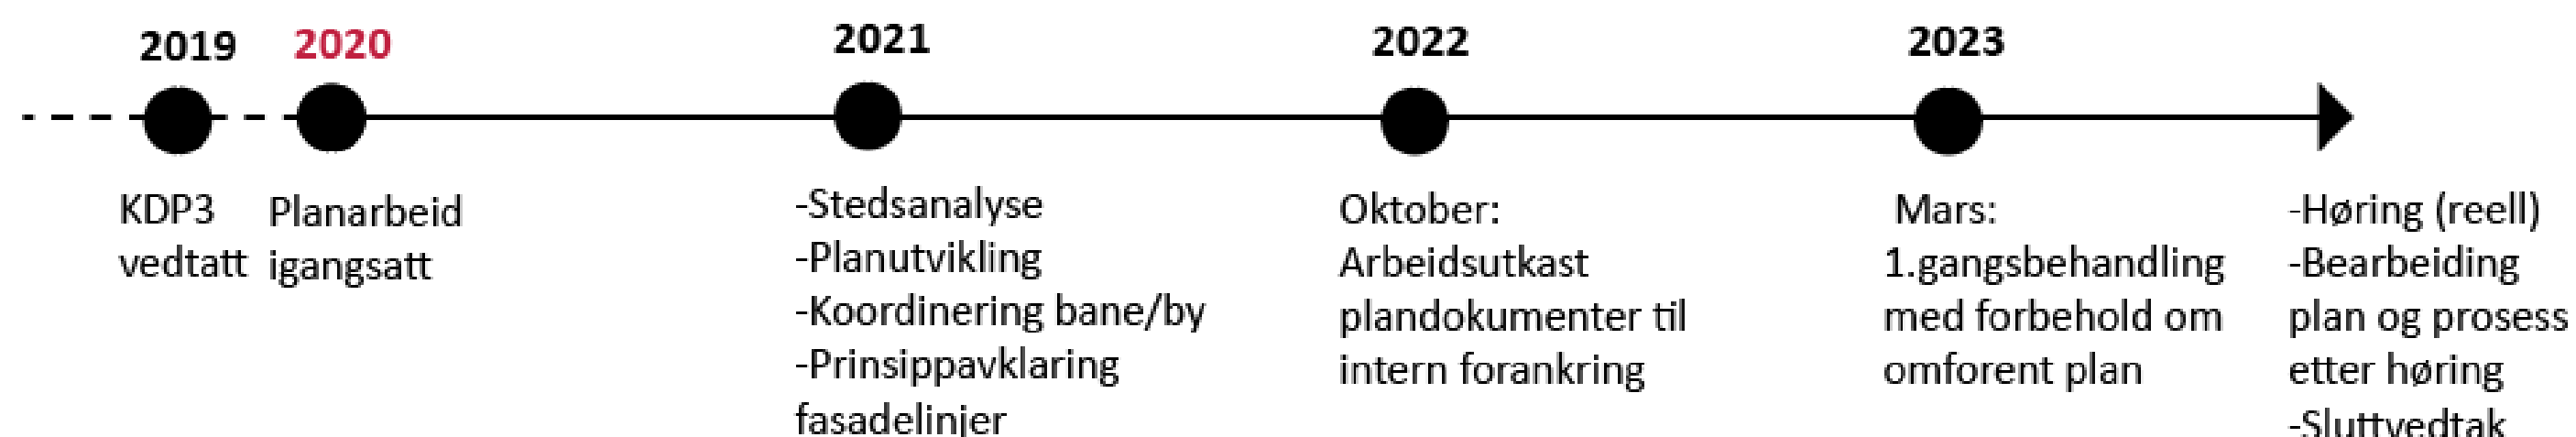 2019
2020
2021
2022
2023
KDP3
vedtatt
Planarbeid
igangsatt
-Stedsanalyse
-Planutvikling
-Koordinering bane/by
-Prinsippavklaring
fasadelinjer
Oktober:
Arbeidsutkast
plandokumenter til
intern forankring
Mars:
1.gangsbehandling
med forbehold om
omforent plan
-Høring (reell)
-Bearbeiding
plan og prosess
etter høring
-Sluttvedtak